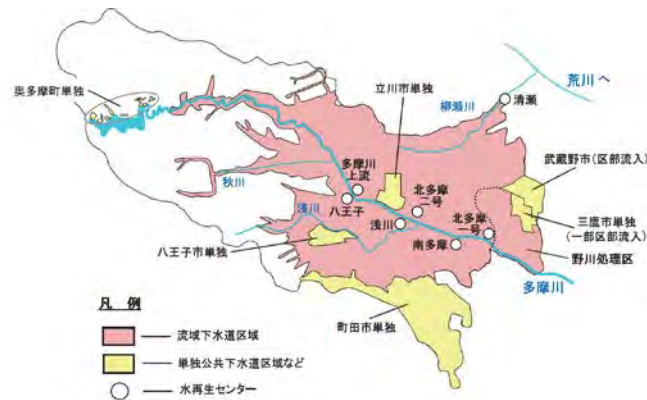 奥多摩町単独
立川市単独
柳瀬川
清瀬
荒川へ
武蔵野市(区部流入)
三鷹市単独
(一部区部流入)
野川処理区
多摩川
秋川
多摩川
上流
八王子
浅川
北多摩
二号
浅川
北多摩
一号
南多摩
八王子市単独
町田市単独
凡 例
流域下水道区域
単独公共下水道区域など
水再生センター